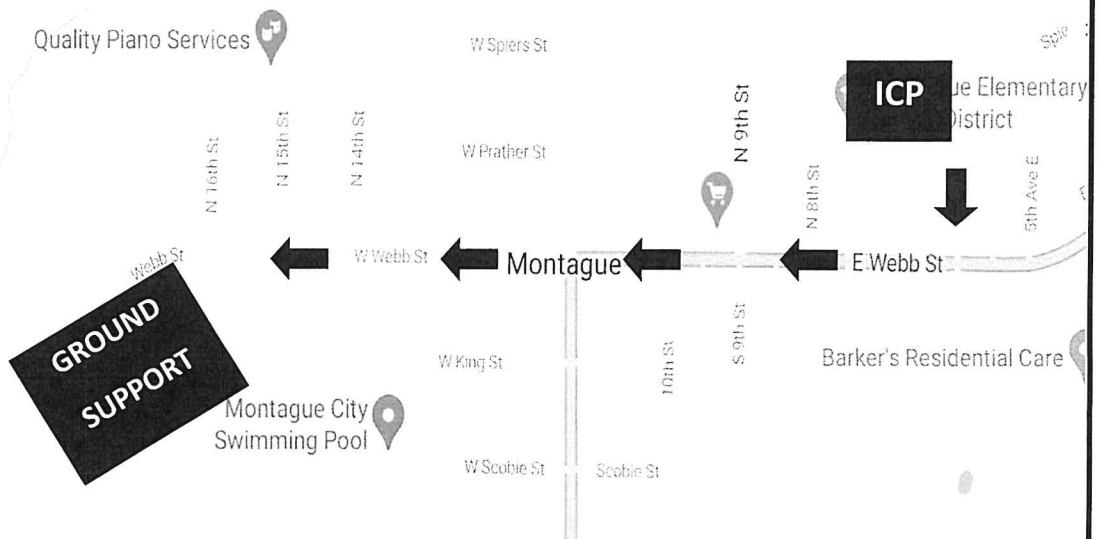 Quality Piano Services
W Spiers St
Spie
ICP
ue Elementary
District
N 16th St
N 15th St
N 14th St
W Prather St
N 9th St
N 8th St
5th Ave E
Webb St
W Webb St
Montague
E Webb St
GROUND
SUPPORT
W King St
10th St
S 9th St
Barker's Residential Care
Montague City
Swimming Pool
W Scobie St
Scobie St